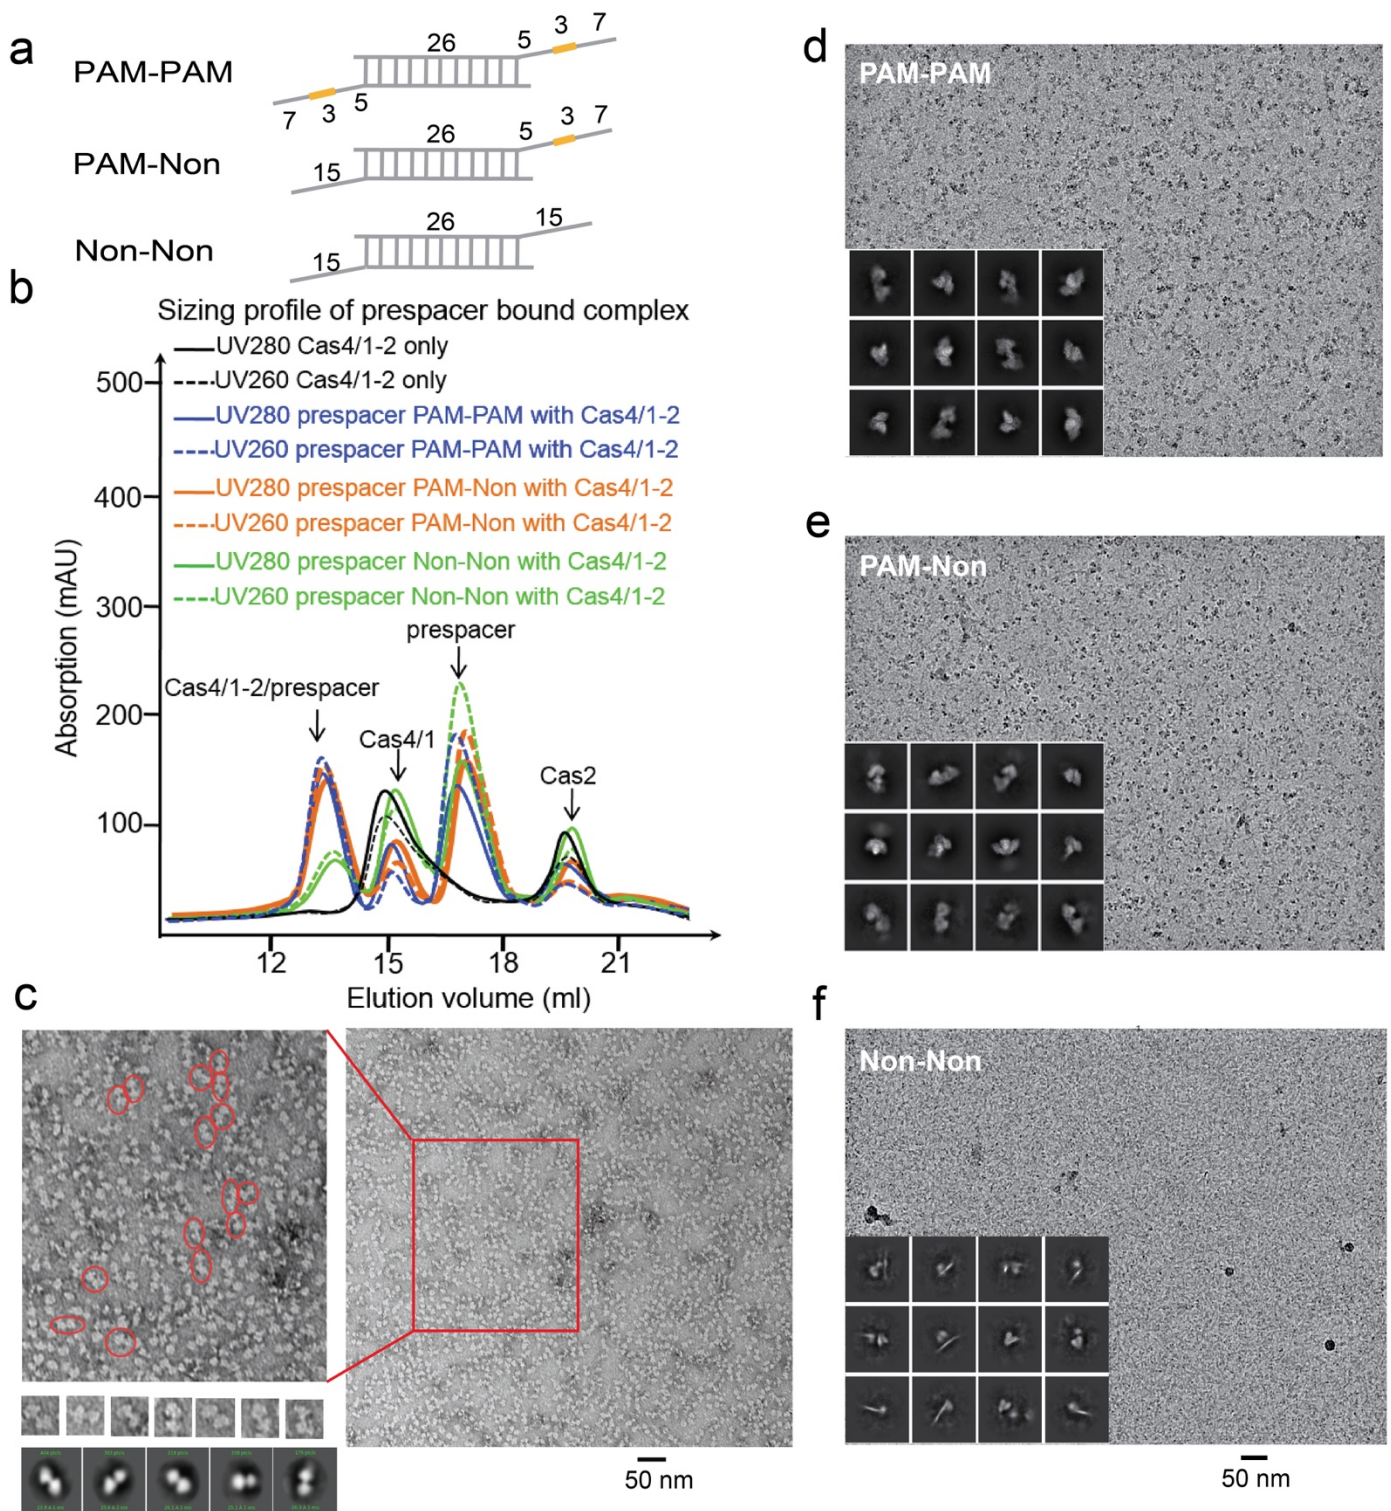 a
PAM-PAM
26
5
3
7
7
3
5
PAM-Non
26
5
3
7
15
Non-Non
26
15
15
b
Sizing profile of prespacer bound complex
UV280 Cas4/1-2 only
UV260 Cas4/1-2 only
UV280 prespacer PAM-PAM with Cas4/1-2
UV260 prespacer PAM-PAM with Cas4/1-2
UV280 prespacer PAM-Non with Cas4/1-2
UV260 prespacer PAM-Non with Cas4/1-2
UV280 prespacer Non-Non with Cas4/1-2
UV260 prespacer Non-Non with Cas4/1-2
500
400
300
200
100
Absorption (mAU)
prespacer
Cas4/1-2/prespacer
Cas4/1
Cas2
12
15
18
21
Elution volume (ml)
c
50 nm
d
PAM-PAM
e
PAM-Non
f
Non-Non
50 nm